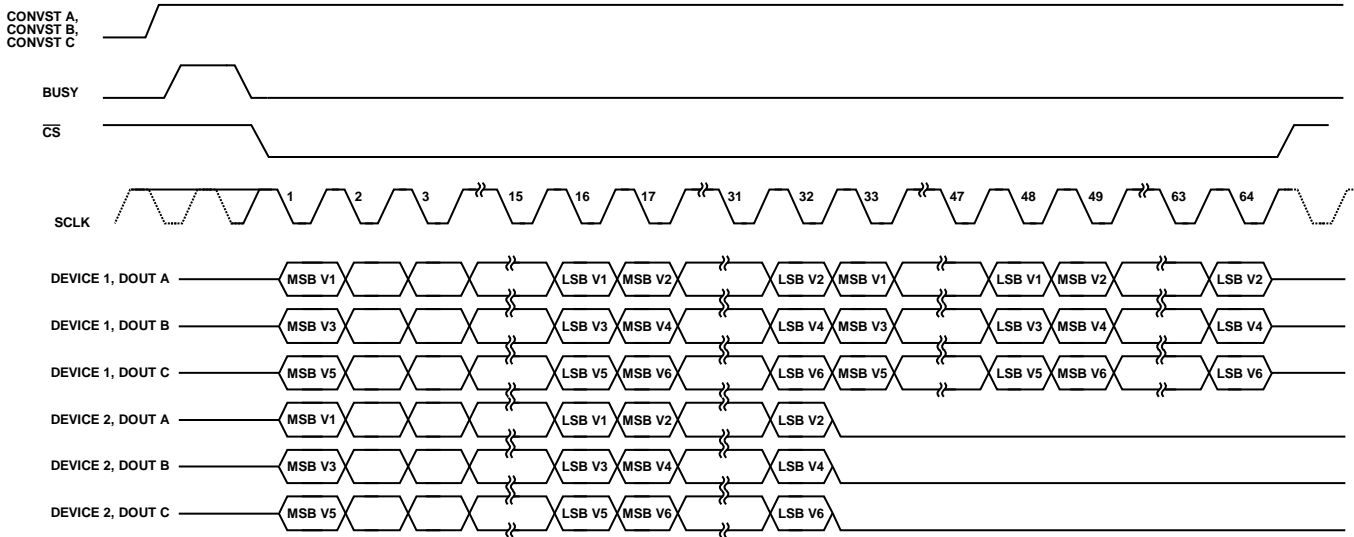 CONVST A,
CONVST B,
CONVST C
BUSY
CS
SCLK
1 2 3 15 16 17 31 32 33 47 48 49 63 64
DEVICE 1, DOUT A MSB V1 LSB V1 MSB V2 LSB V2 MSB V1 LSB V1 MSB V2 LSB V2
DEVICE 1, DOUT B MSB V3 LSB V3 MSB V4 LSB V4 MSB V3 LSB V3 MSB V4 LSB V4
DEVICE 1, DOUT C MSB V5 LSB V5 MSB V6 LSB V6 MSB V5 LSB V5 MSB V6 LSB V6
DEVICE 2, DOUT A MSB V1 LSB V1 MSB V2 LSB V2
DEVICE 2, DOUT B MSB V3 LSB V3 MSB V4 LSB V4
DEVICE 2, DOUT C MSB V5 LSB V5 MSB V6 LSB V6